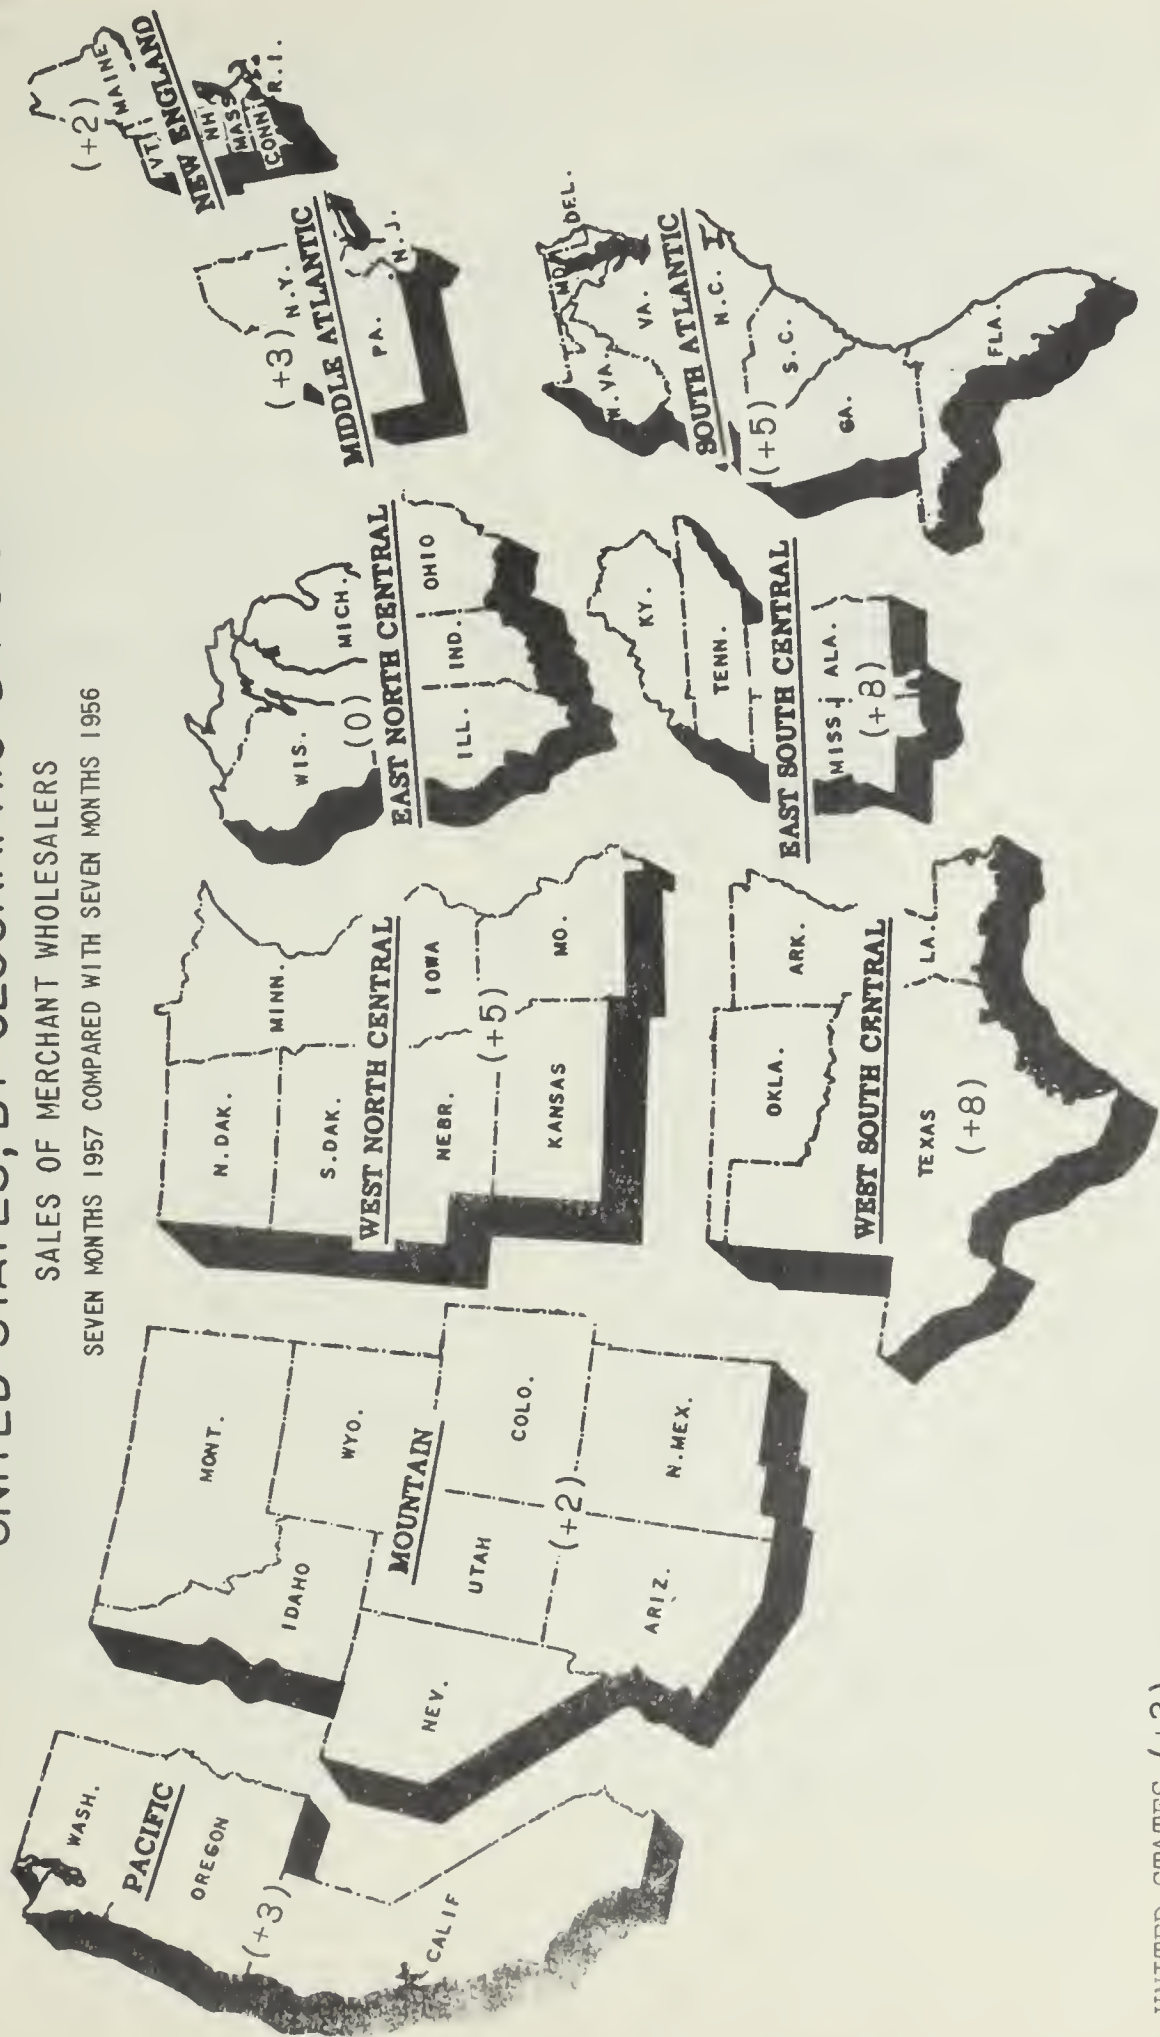 UNITED STATES, BY GEOGRAPHIC
SALES OF MERCHANT WHOLESALERS
SEVEN MONTHS 1957 COMPARED WITH SEVEN MONTHS 1956
WASH.
PACIFIC
OREGON
(+3)
CALIF
MONT.
IDAHO
WYO.
MOUNTAIN
NEV.
UTAH
COLO.
(+2)
ARIZ.
N.MEX.
N.DAK.
MINN.
S.DAK.
WEST NORTH CENTRAL
NEBR.
IOWA
(+5)
KANSAS
MO.
OKLA.
ARK.
WEST SOUTH CENTRAL
TEXAS
LA.
(+8)
WIS.
MICH.
(0)
EAST NORTH CENTRAL
ILL.
IND.
OHIO
KY.
TENN.
EAST SOUTH CENTRAL
MISS.
ALA.
(+8)
(+3)
N.Y.
MIDDLE ATLANTIC
PA.
N.J.
(+2)
MAINE
VT.
NEW ENGLAND
NH
MASS
CONN
R.I.
MD.
DEL.
W.VA.
VA.
SOUTH ATLANTIC
N.C.
(+5)
S.C.
GA.
FLA.
UNITED STATES (+3)